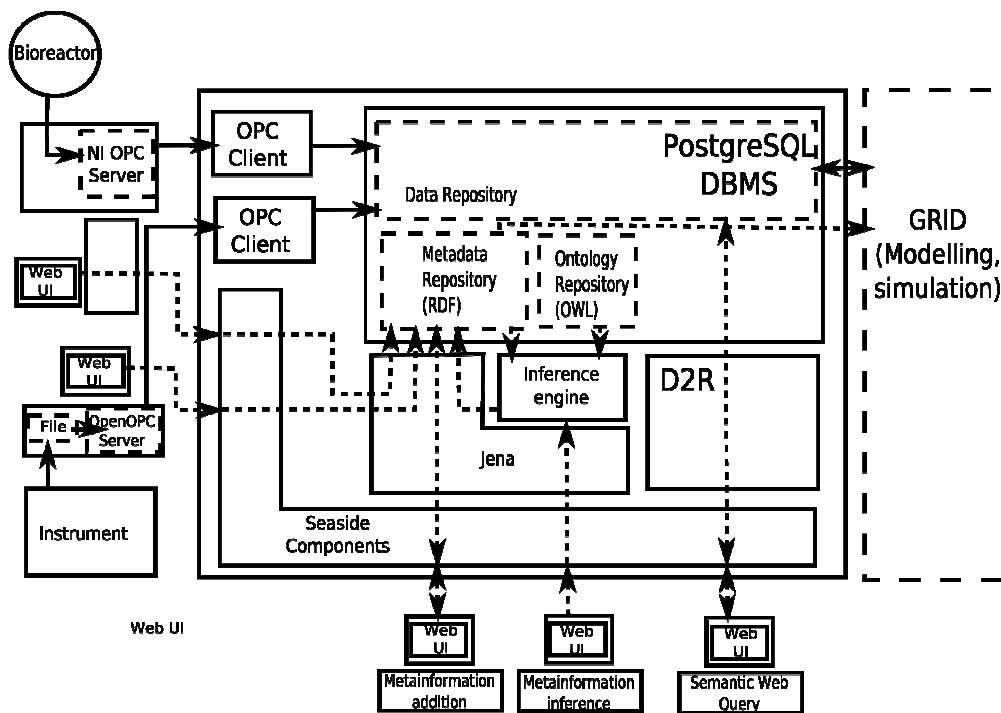 Bioreactor
NI OPC
Server
OPC
Client
OPC
Client
PostgreSQL
DBMS
Data Repository
GRID
(Modelling,
simulation)
Metadata
Repository
(RDF)
Ontology
Repository
(OWL)
Web
UI
Web
UI
File
OpenOPC
Server
Instrument
Inference
engine
D2R
Jena
Seaside
Components
Web UI
Web
UI
Web
UI
Web
UI
Metainformation
addition
Metainformation
inference
Semantic Web
Query